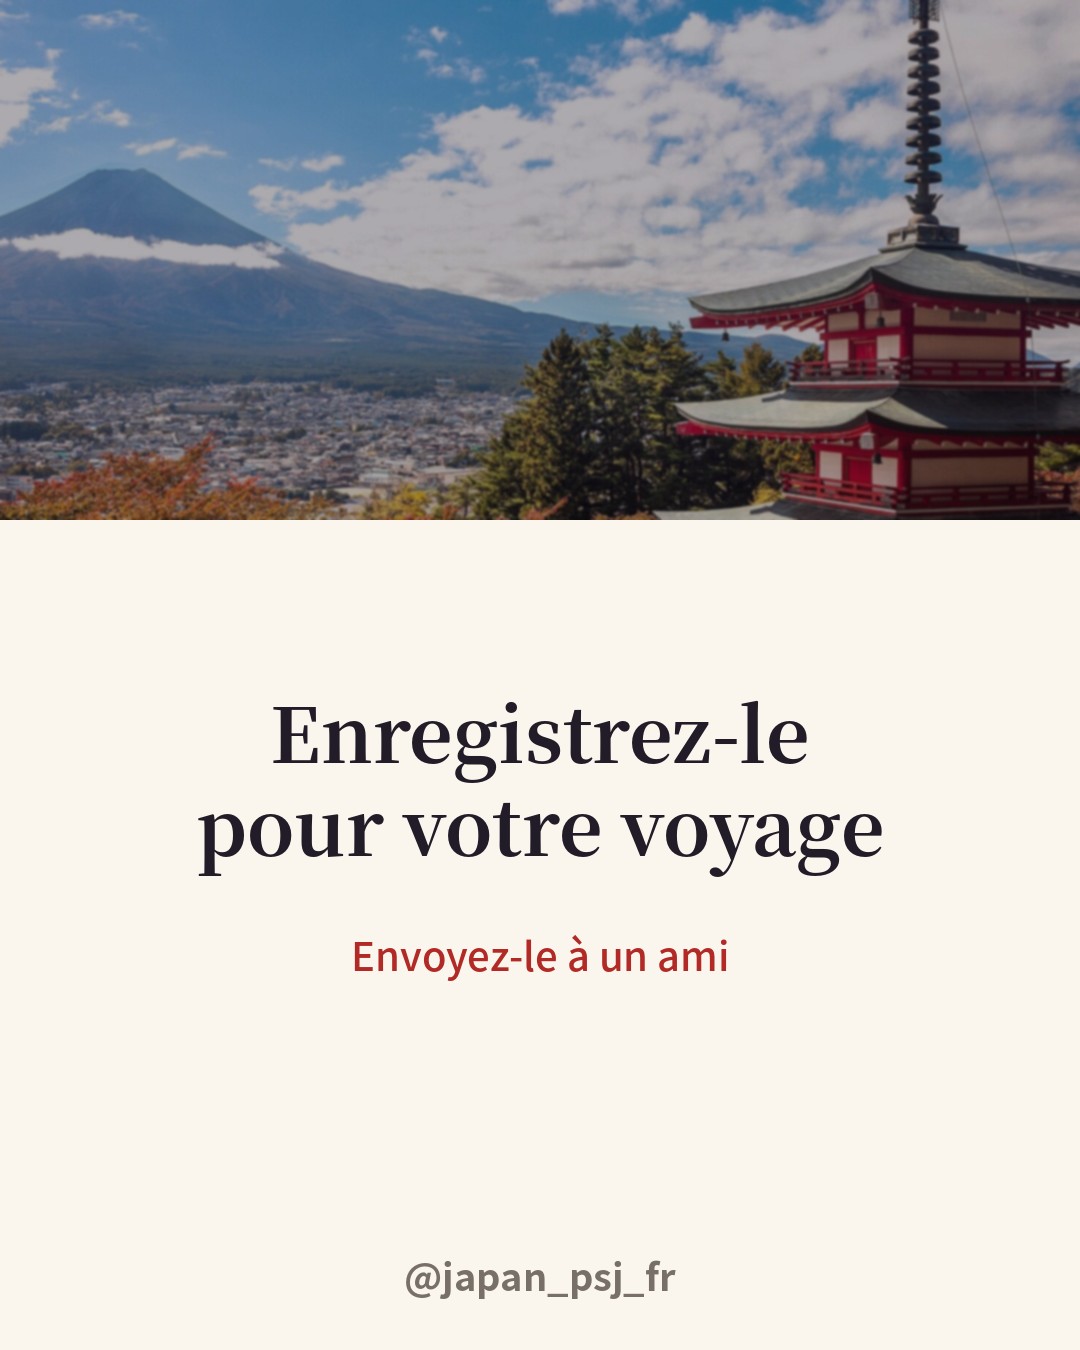 Enregistrez-le
pour votre voyage
Envoyez-le à un ami
@japan_psj_fr